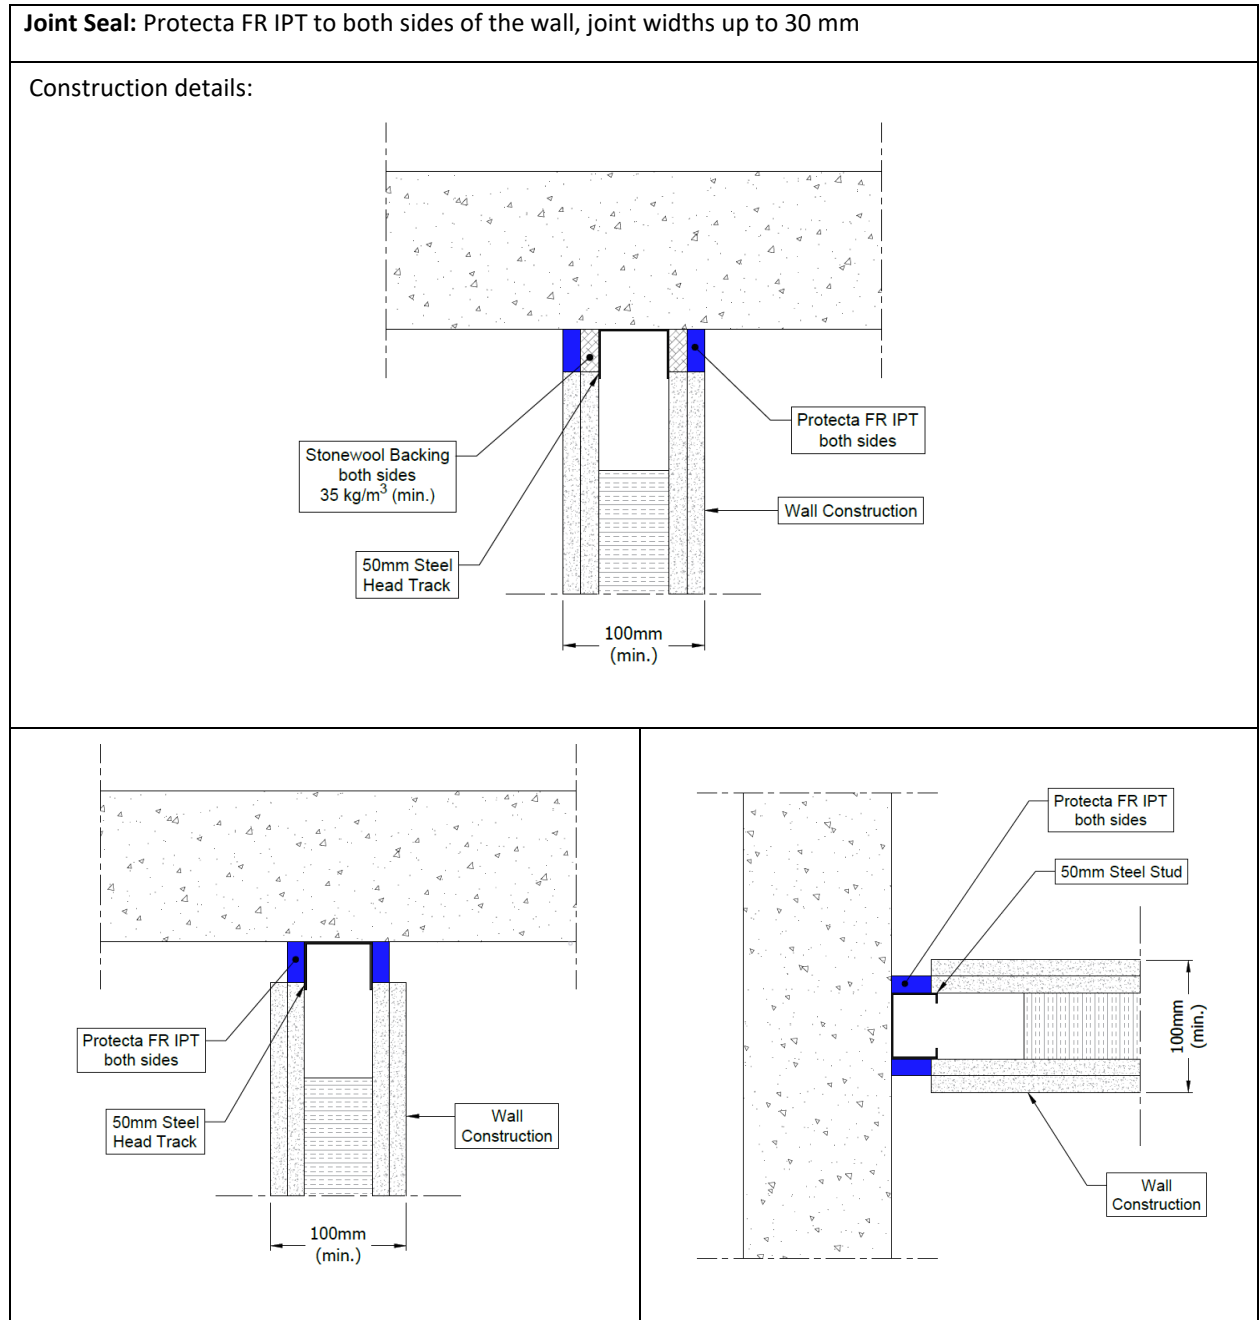 Joint Seal: Protecta FR IPT to both sides of the wall, joint widths up to 30 mm
Construction details:
Protecta FR IPT
both sides
Stonewool Backing
both sides
35 kg/m³ (min.)
Wall Construction
50mm Steel
Head Track
100mm
(min.)
Protecta FR IPT
both sides
50mm Steel
Head Track
Wall
Construction
100mm
(min.)
Protecta FR IPT
both sides
50mm Steel Stud
100mm
(min.)
Wall
Construction